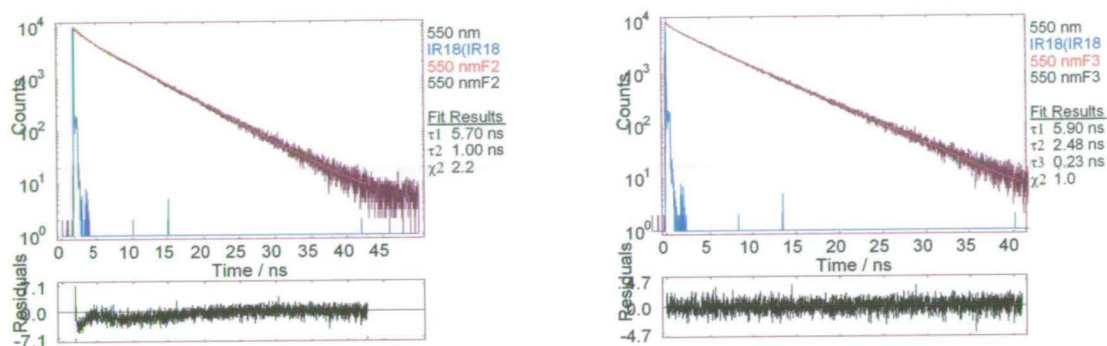 10⁴
10³
10²
10¹
10⁰
Counts
0 5 10 15 20 25 30 35 40 45
Time / ns
550 nm
IR18(IR18
550 nmF2
550 nmF2
Fit Results
τ1 5.70 ns
τ2 1.00 ns
χ2 2.2
Residuals
7.1
0.0
-7.1
10⁴
10³
10²
10¹
10⁰
Counts
0 5 10 15 20 25 30 35 40
Time / ns
550 nm
IR18(IR18
550 nmF3
550 nmF3
Fit Results
τ1 5.90 ns
τ2 2.48 ns
τ3 0.23 ns
χ2 1.0
Residuals
4.7
0.0
-4.7